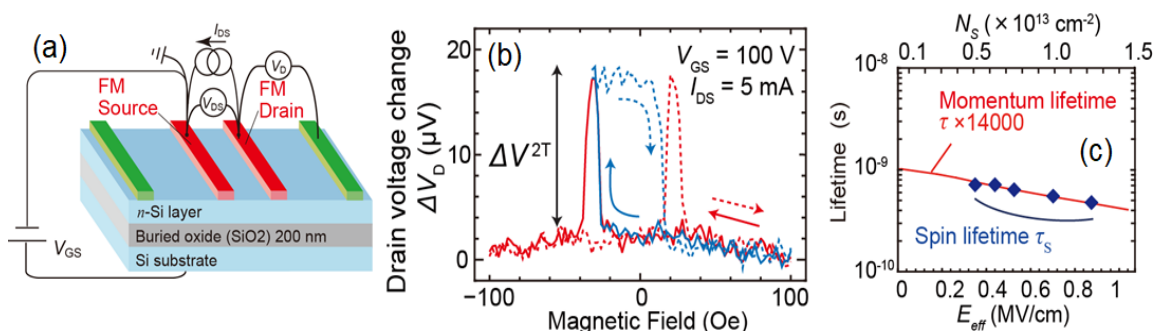 (a)
I_DS
V_D
V_DS
FM
Source
FM
Drain
n-Si layer
Buried oxide (SiO2) 200 nm
Si substrate
V_GS
(b)
V_GS = 100 V
I_DS = 5 mA
ΔV^2T
Drain voltage change
ΔV_D (μV)
20
10
0
−100
0
100
Magnetic Field (Oe)
N_S (× 10^13 cm-2)
0.1
0.5
1.0
1.5
10^-8
10^-9
10^-10
Lifetime (s)
Momentum lifetime
τ ×14000
(c)
Spin lifetime τ_S
0
0.2
0.4
0.6
0.8
1
E_eff (MV/cm)